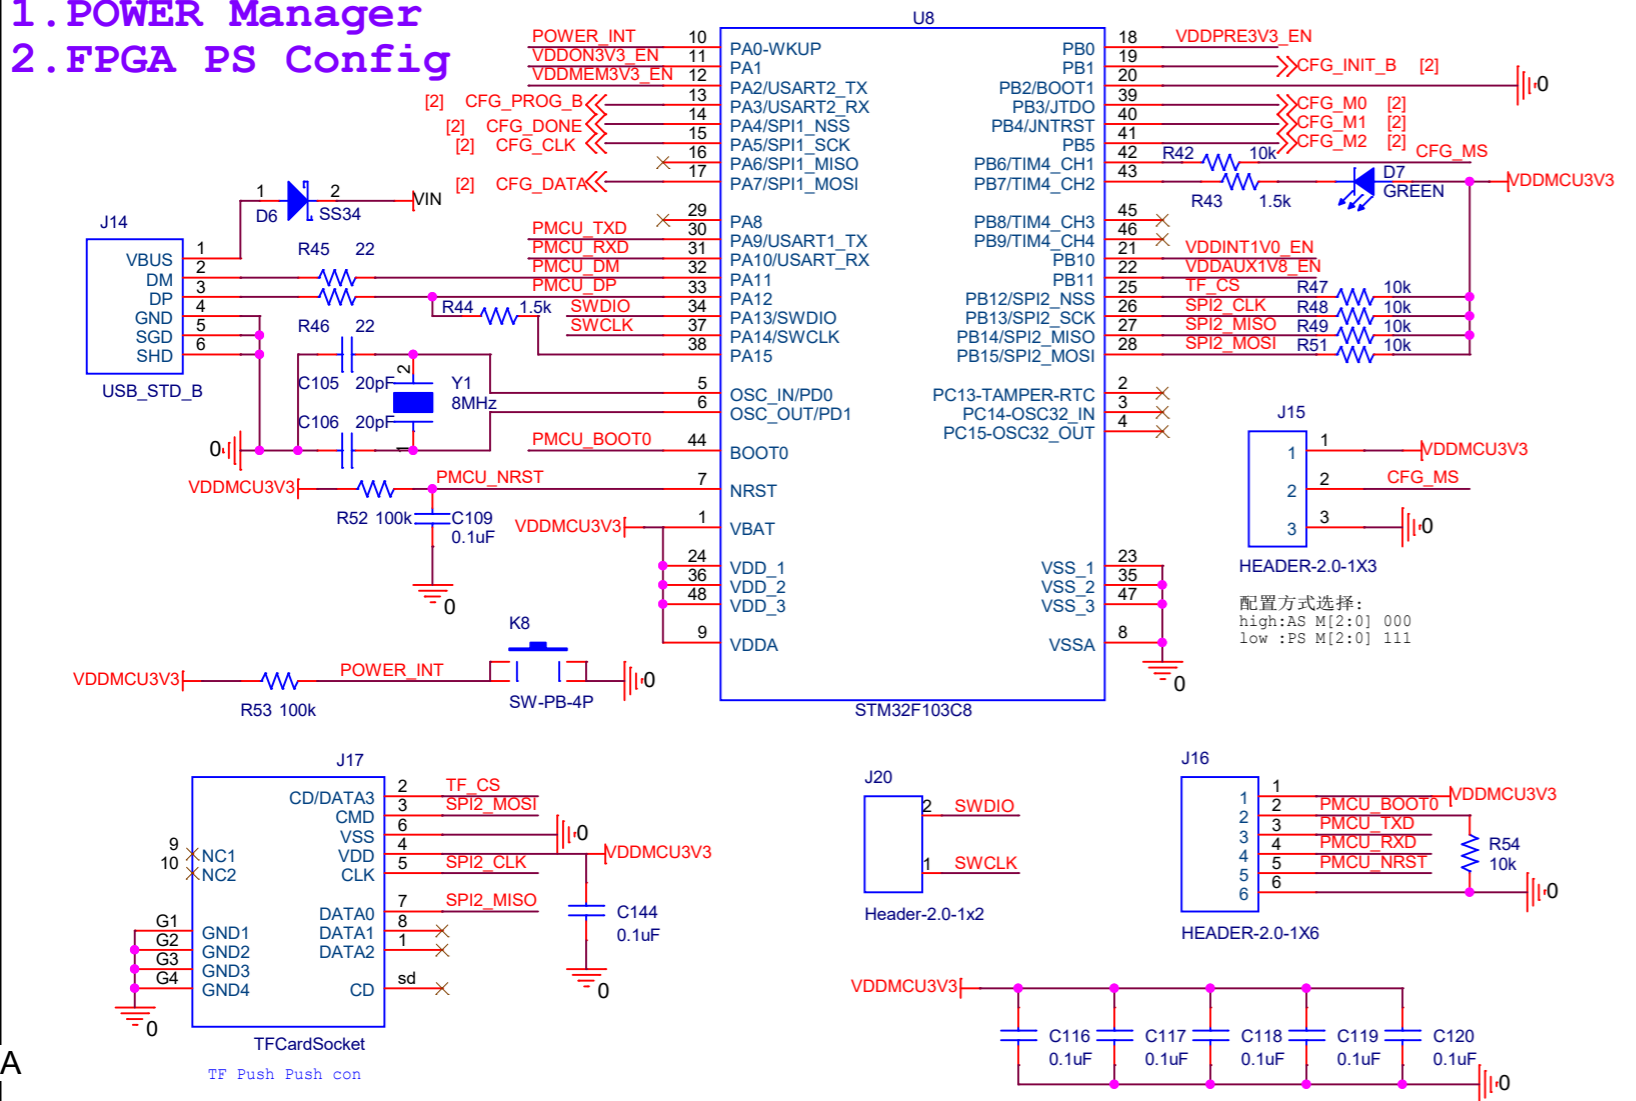 1.POWER Manager
2.FPGA PS Config
U8
POWER_INT 10 PA0-WKUP
VDDON3V3_EN 11 PA1
VDDMEM3V3_EN 12 PA2/USART2_TX
[2] CFG_PROG_B 13 PA3/USART2_RX
[2] CFG_DONE 14 PA4/SPI1_NSS
[2] CFG_CLK 15 PA5/SPI1_SCK
16 PA6/SPI1_MISO
[2] CFG_DATA 17 PA7/SPI1_MOSI
29 PA8
PMCU_TXD 30 PA9/USART1_TX
PMCU_RXD 31 PA10/USART_RX
PMCU_DM 32 PA11
PMCU_DP 33 PA12
SWDIO 34 PA13/SWDIO
SWCLK 37 PA14/SWCLK
38 PA15
5 OSC_IN/PD0
6 OSC_OUT/PD1
PMCU_BOOT0 44 BOOT0
PMCU_NRST 7 NRST
VDDMCU3V3 1 VBAT
24 VDD_1
36 VDD_2
48 VDD_3
9 VDDA
PB0 18 VDDPRE3V3_EN
PB1 19 CFG_INIT_B [2]
PB2/BOOT1 20 0
PB3/JTDO 39 CFG_M0 [2]
PB4/JNTRST 40 CFG_M1 [2]
PB5 41 CFG_M2 [2]
PB6/TIM4_CH1 42 R42 10k CFG_MS
PB7/TIM4_CH2 43 R43 1.5k D7 GREEN VDDMCU3V3
PB8/TIM4_CH3 45
PB9/TIM4_CH4 46
PB10 21 VDDINT1V0_EN
PB11 22 VDDAUX1V8_EN
PB12/SPI2_NSS 25 TF_CS R47 10k
PB13/SPI2_SCK 26 SPI2_CLK R48 10k
PB14/SPI2_MISO 27 SPI2_MISO R49 10k
PB15/SPI2_MOSI 28 SPI2_MOSI R51 10k
PC13-TAMPER-RTC 2
PC14-OSC32_IN 3
PC15-OSC32_OUT 4
VSS_1 23
VSS_2 35
VSS_3 47
VSSA 8
0
STM32F103C8
1 2 VIN
D6 SS34
J14
VBUS 1
DM 2
DP 3
GND 4
SGD 5
SHD 6
USB_STD_B
R45 22
R46 22
R44 1.5k
C105 20pF
C106 20pF
2 Y1
8MHz
1
0
VDDMCU3V3
R52 100k
C109
0.1uF
0
K8
VDDMCU3V3 POWER_INT 0
R53 100k
SW-PB-4P
J15
1 1 VDDMCU3V3
2 2 CFG_MS
3 3 0
HEADER-2.0-1X3
配置方式选择:
high:AS M[2:0] 000
low :PS M[2:0] 111
J17
CD/DATA3 2 TF_CS
CMD 3 SPI2_MOSI
VSS 6 0
9 NC1 VDD 4 VDDMCU3V3
10 NC2 CLK 5 SPI2_CLK
DATA0 7 SPI2_MISO
G1 GND1 DATA1 8
G2 GND2 DATA2 1
G3 GND3
G4 GND4 CD sd
0
C144
0.1uF
0
TFCardSocket
TF Push Push con
J20
2 SWDIO
1 SWCLK
Header-2.0-1x2
J16
1 1 VDDMCU3V3
2 2 PMCU_BOOT0
3 3 PMCU_TXD
4 4 PMCU_RXD
5 5 PMCU_NRST
6 6 0
R54
10k
HEADER-2.0-1X6
VDDMCU3V3
C116 C117 C118 C119 C120
0.1uF 0.1uF 0.1uF 0.1uF 0.1uF
0
A